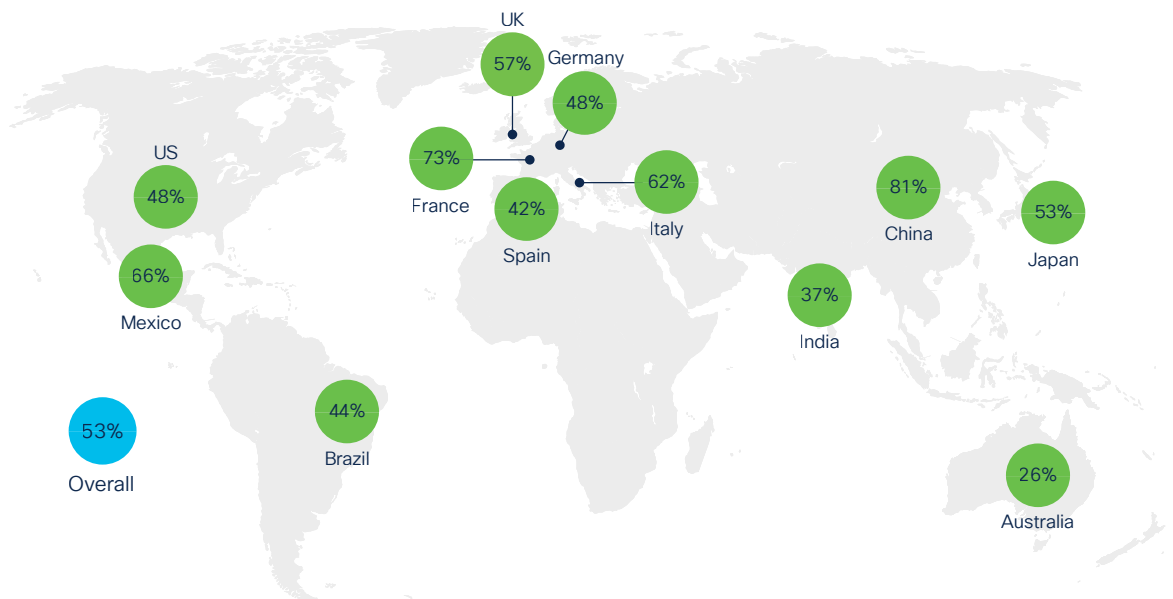 UK
57%
Germany
48%
US
48%
73%
France
42%
Spain
62%
Italy
81%
China
53%
Japan
66%
Mexico
37%
India
44%
Brazil
53%
Overall
26%
Australia